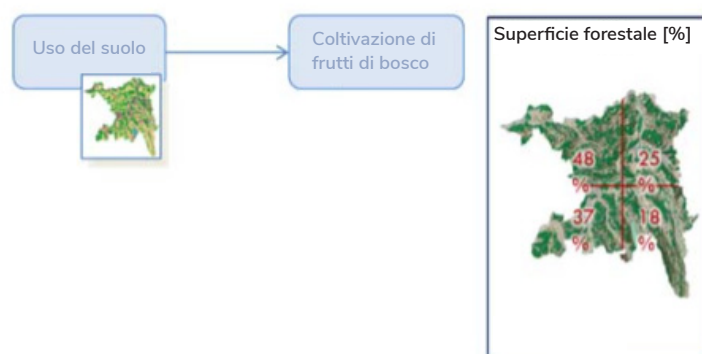 Uso del suolo
Coltivazione di
frutti di bosco
Superficie forestale [%]
48
%
25
%
37
%
18
%